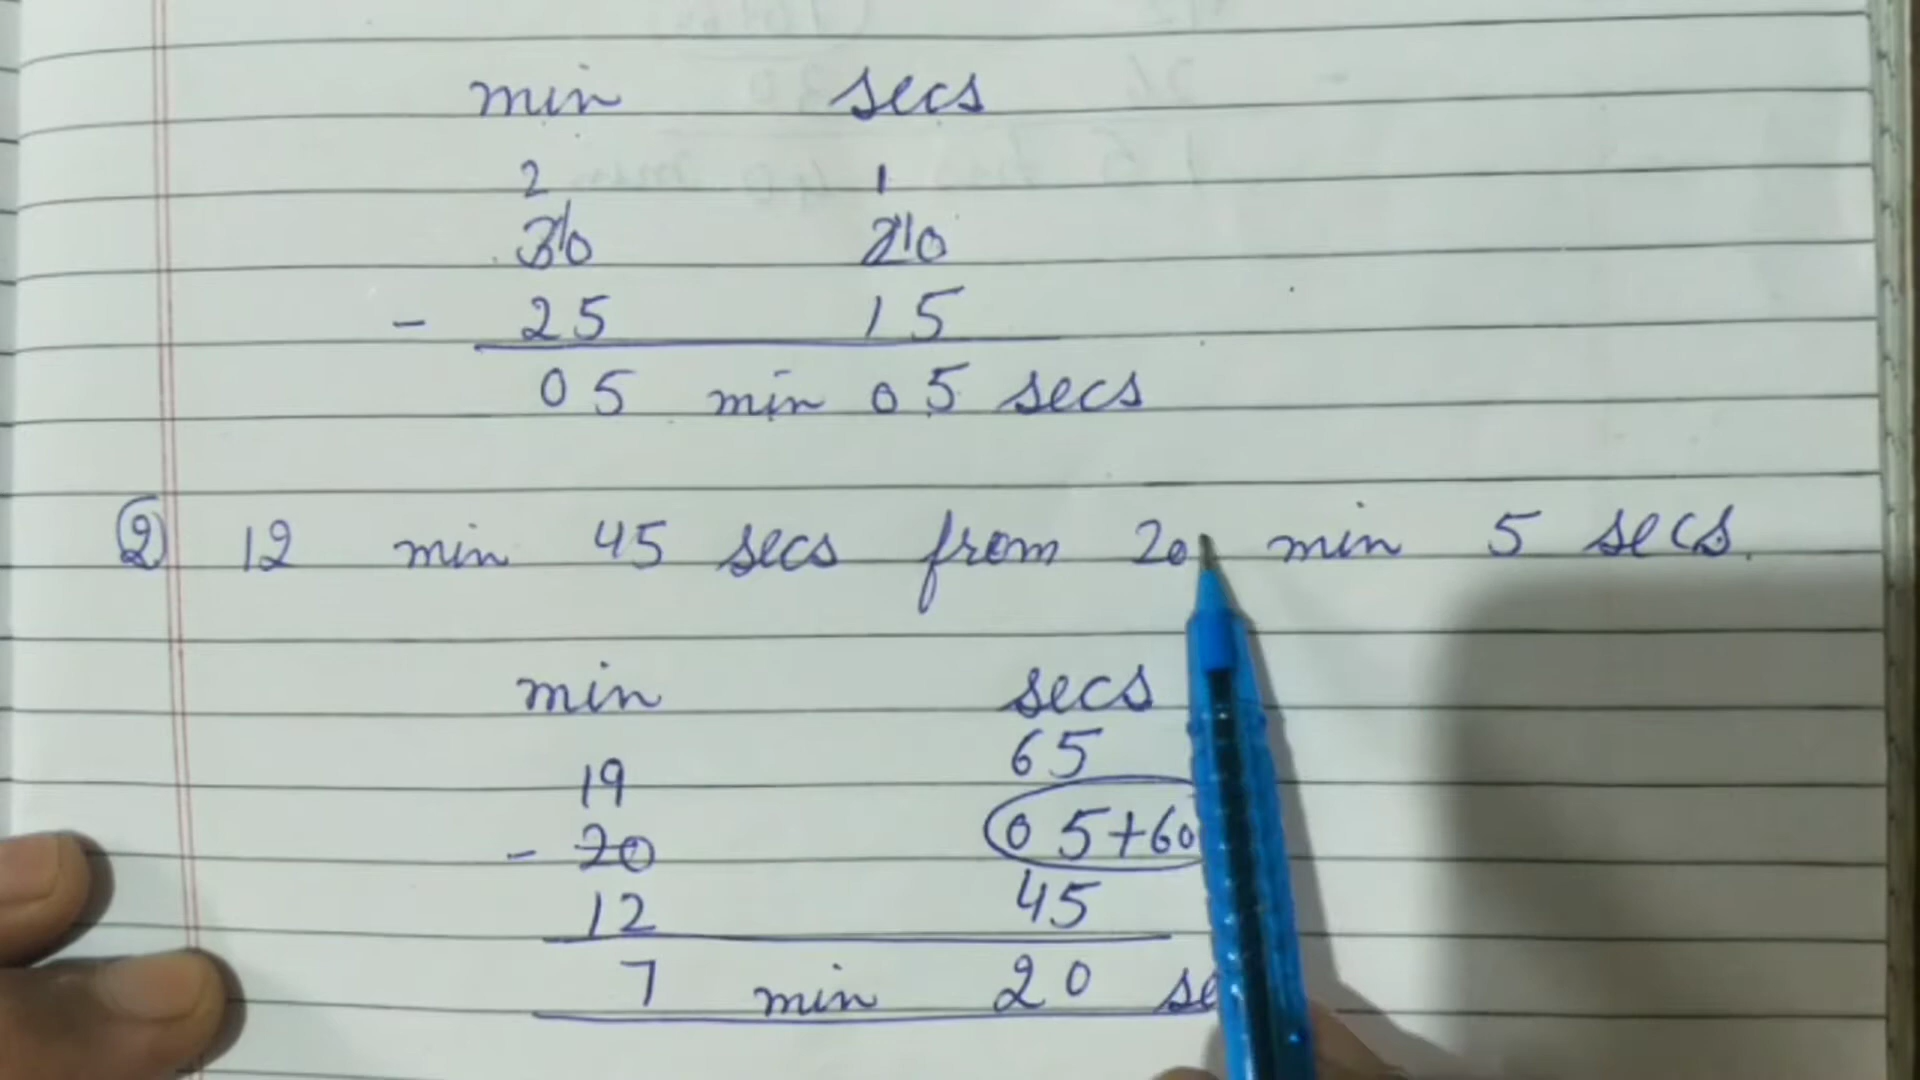 min secs
2 1
30 20
- 25 15
05 min 05 secs
② 12 min 45 secs from 20 min 5 secs.
min secs
19 65
- 20 05+60
12 45
7 min 20 se